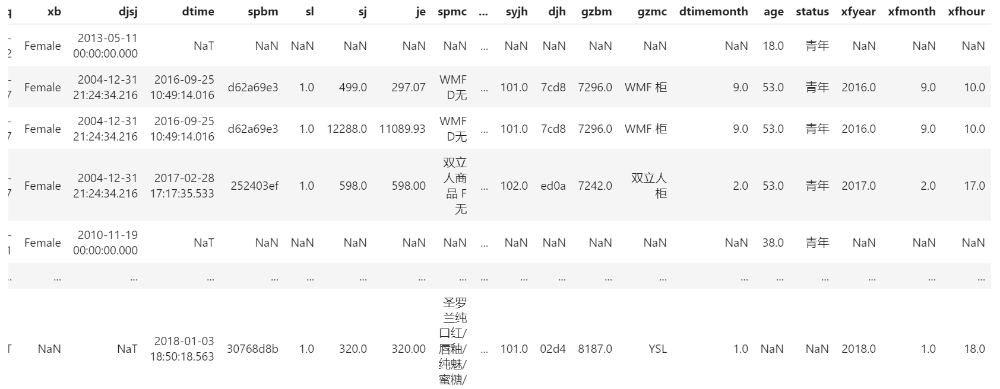 q xb djsj dtime spbm sl sj je spmc ... syjh djh gzbm gzmc dtimemonth age status xfyear xfmonth xfhour
-
2 Female 2013-05-11 00:00:00.000 NaT NaN NaN NaN NaN NaN ... NaN NaN NaN NaN NaN 18.0 青年 NaN NaN NaN
-
7 Female 2004-12-31 21:24:34.216 2016-09-25 10:49:14.016 d62a69e3 1.0 499.0 297.07 WMF D无 ... 101.0 7cd8 7296.0 WMF 柜 9.0 53.0 青年 2016.0 9.0 10.0
-
7 Female 2004-12-31 21:24:34.216 2016-09-25 10:49:14.016 d62a69e3 1.0 12288.0 11089.93 WMF D无 ... 101.0 7cd8 7296.0 WMF 柜 9.0 53.0 青年 2016.0 9.0 10.0
-
7 Female 2004-12-31 21:24:34.216 2017-02-28 17:17:35.533 252403ef 1.0 598.0 598.00 双立人商品 F 无 ... 102.0 ed0a 7242.0 双立人柜 2.0 53.0 青年 2017.0 2.0 17.0
-
1 Female 2010-11-19 00:00:00.000 NaT NaN NaN NaN NaN NaN ... NaN NaN NaN NaN NaN 38.0 青年 NaN NaN NaN
... ... ... ... ... ... ... ... ... ... ... ... ... ... ... ... ... ... ... ...
T NaN NaT 2018-01-03 18:50:18.563 30768d8b 1.0 320.0 320.00 圣罗兰纯口红/唇釉/纯魅/蜜糖/ ... 101.0 02d4 8187.0 YSL 1.0 NaN NaN 2018.0 1.0 18.0